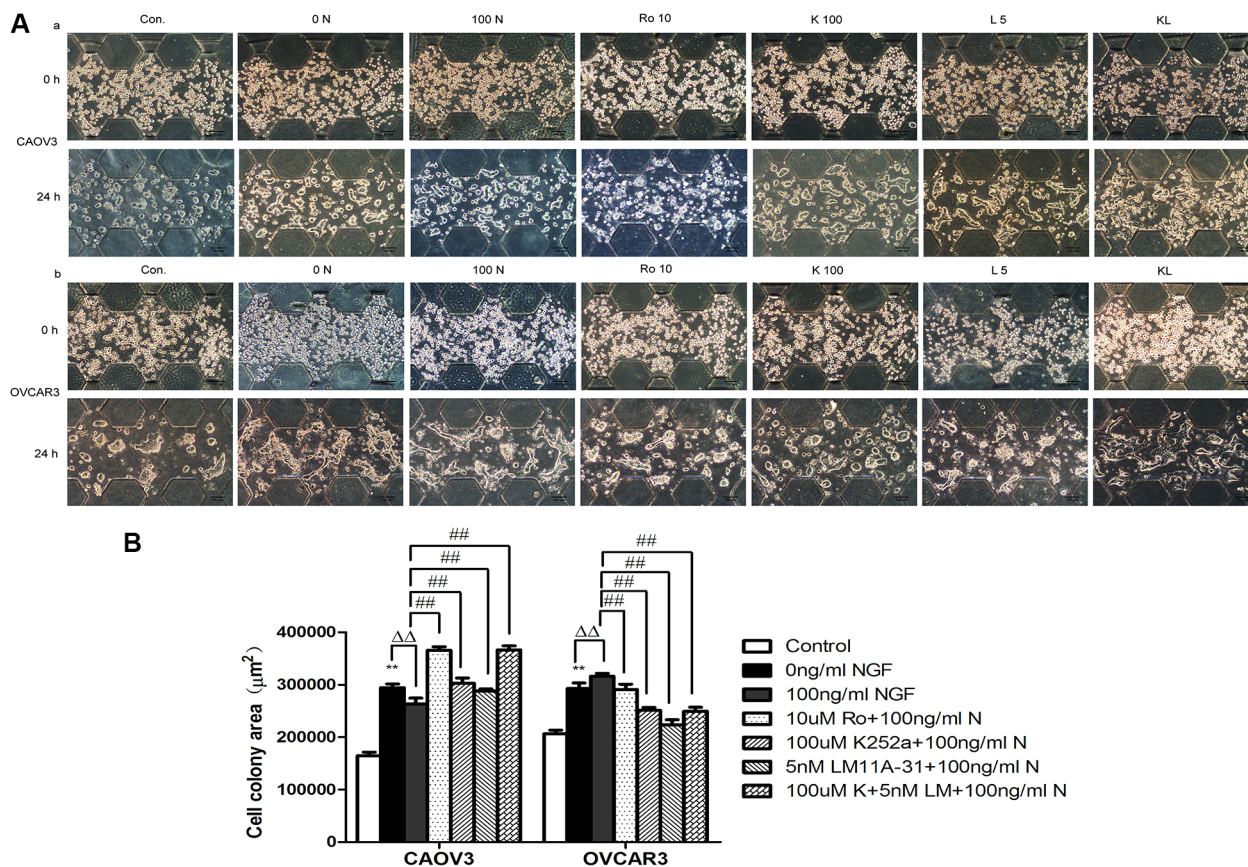 A
a
Con. 0 N 100 N Ro 10 K 100 L 5 KL
0 h
CAOV3
24 h
b
Con. 0 N 100 N Ro 10 K 100 L 5 KL
0 h
OVCAR3
24 h
B
##
##
##
##
ΔΔ
**
##
##
##
##
ΔΔ
**
Cell colony area (μm²)
400000
300000
200000
100000
0
CAOV3 OVCAR3
Control
0ng/ml NGF
100ng/ml NGF
10uM Ro+100ng/ml N
100uM K252a+100ng/ml N
5nM LM11A-31+100ng/ml N
100uM K+5nM LM+100ng/ml N